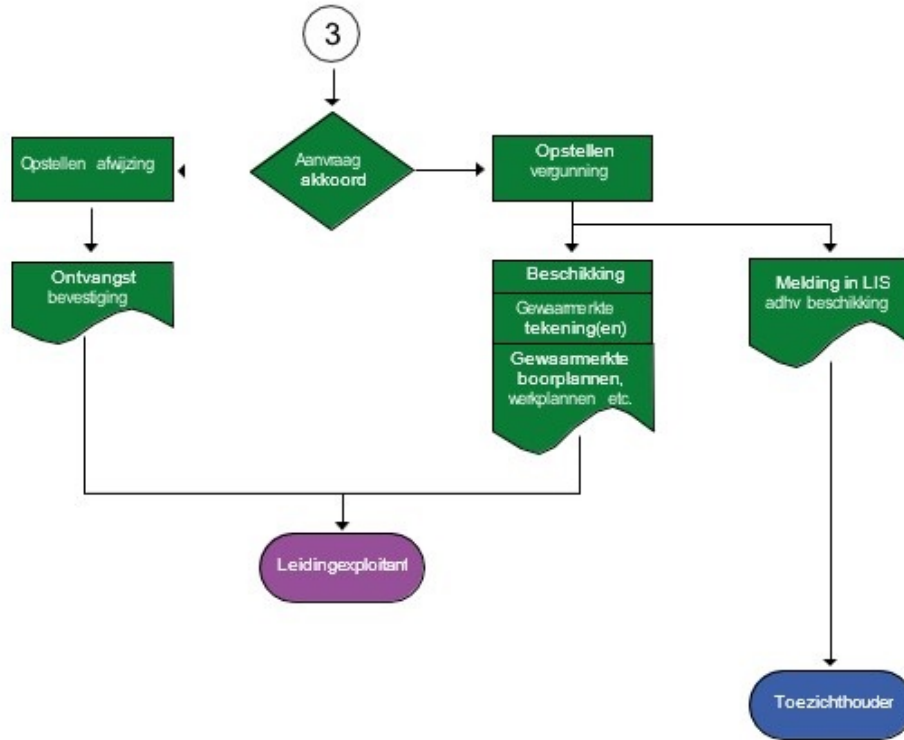 3
Opstellen afwijzing
Aanvraag
akkoord
Opstellen
vergunning
Ontvangst
bevestiging
Beschikking
Gewaarmerkte
tekening(en)
Gewaarmerkte
boorplannen,
werkplannen etc.
Melding in LIS
adhv beschikking
Leidingexploitant
Toezichthouder